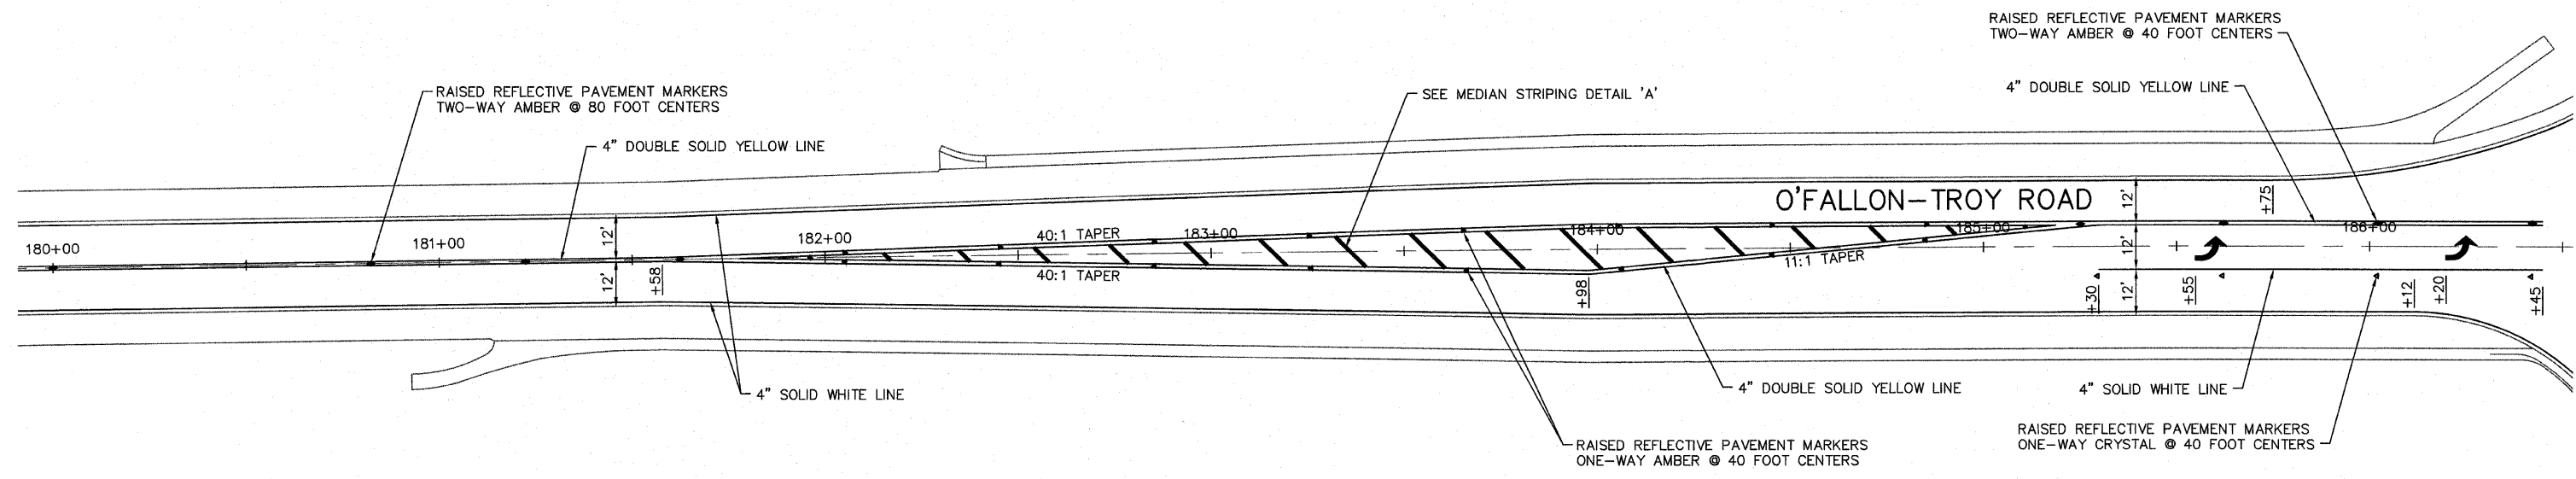 RAISED REFLECTIVE PAVEMENT MARKERS
TWO-WAY AMBER @ 40 FOOT CENTERS
4" DOUBLE SOLID YELLOW LINE
RAISED REFLECTIVE PAVEMENT MARKERS
TWO-WAY AMBER @ 80 FOOT CENTERS
4" DOUBLE SOLID YELLOW LINE
SEE MEDIAN STRIPING DETAIL 'A'
O'FALLON-TROY ROAD
12'
+75
180+00
181+00
12'
182+00
40:1 TAPER
183+00
184+00
185+00
12'
186+00
12'
+58
40:1 TAPER
+98
11:1 TAPER
+30
12'
+55
+12
+20
+45
4" SOLID WHITE LINE
4" DOUBLE SOLID YELLOW LINE
4" SOLID WHITE LINE
RAISED REFLECTIVE PAVEMENT MARKERS
ONE-WAY AMBER @ 40 FOOT CENTERS
RAISED REFLECTIVE PAVEMENT MARKERS
ONE-WAY CRYSTAL @ 40 FOOT CENTERS